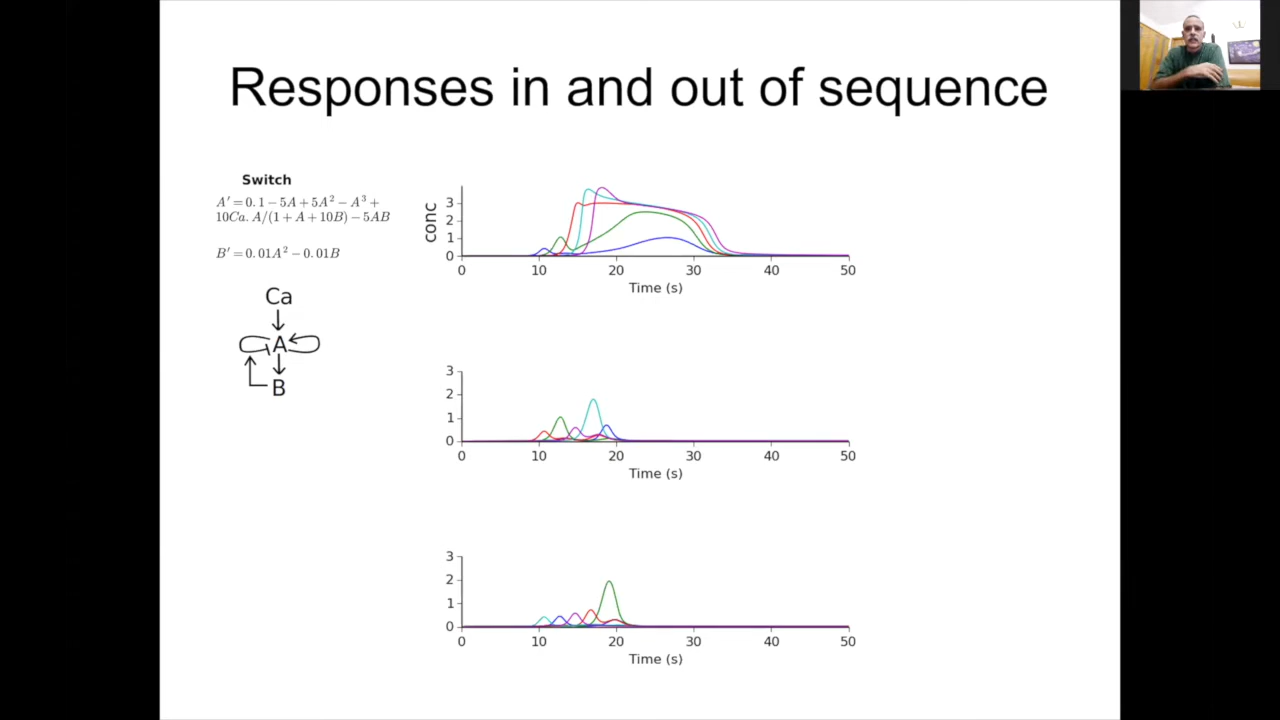 Responses in and out of sequence
Switch
A′ = 0.1 − 5A + 5A² − A³ +
10Ca. A/(1 + A + 10B) − 5AB
B′ = 0.01A² − 0.01B
Ca
A
B
conc
3
2
1
0
0 10 20 30 40 50
Time (s)
3
2
1
0
0 10 20 30 40 50
Time (s)
3
2
1
0
0 10 20 30 40 50
Time (s)